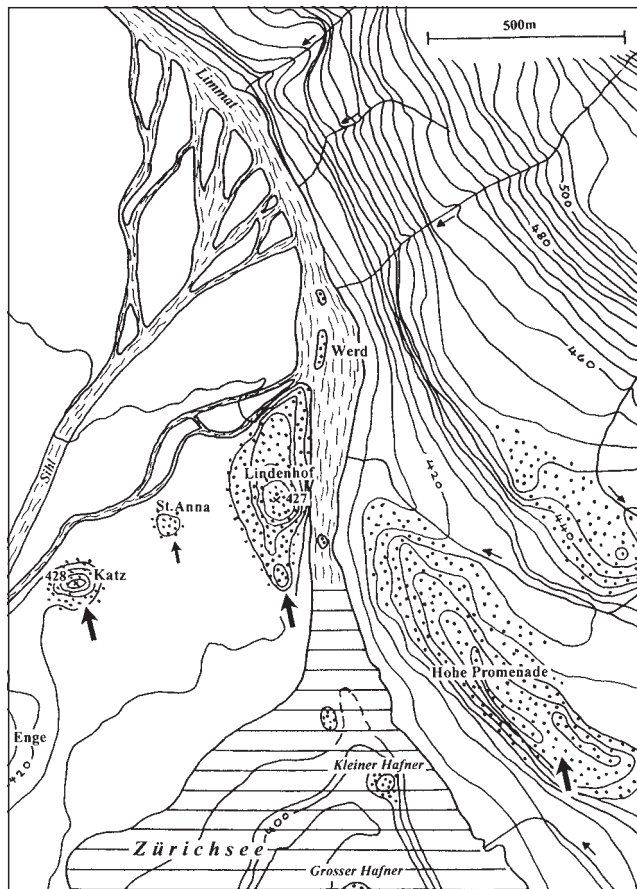 500m
Limmat
500
480
460
Werd
420
Lindenhof
427
Sihl
St. Anna
440
428 Katz
Hohe Promenade
Enge
420
Kleiner Hafner
400
Zürichsee
Grosser Hafner